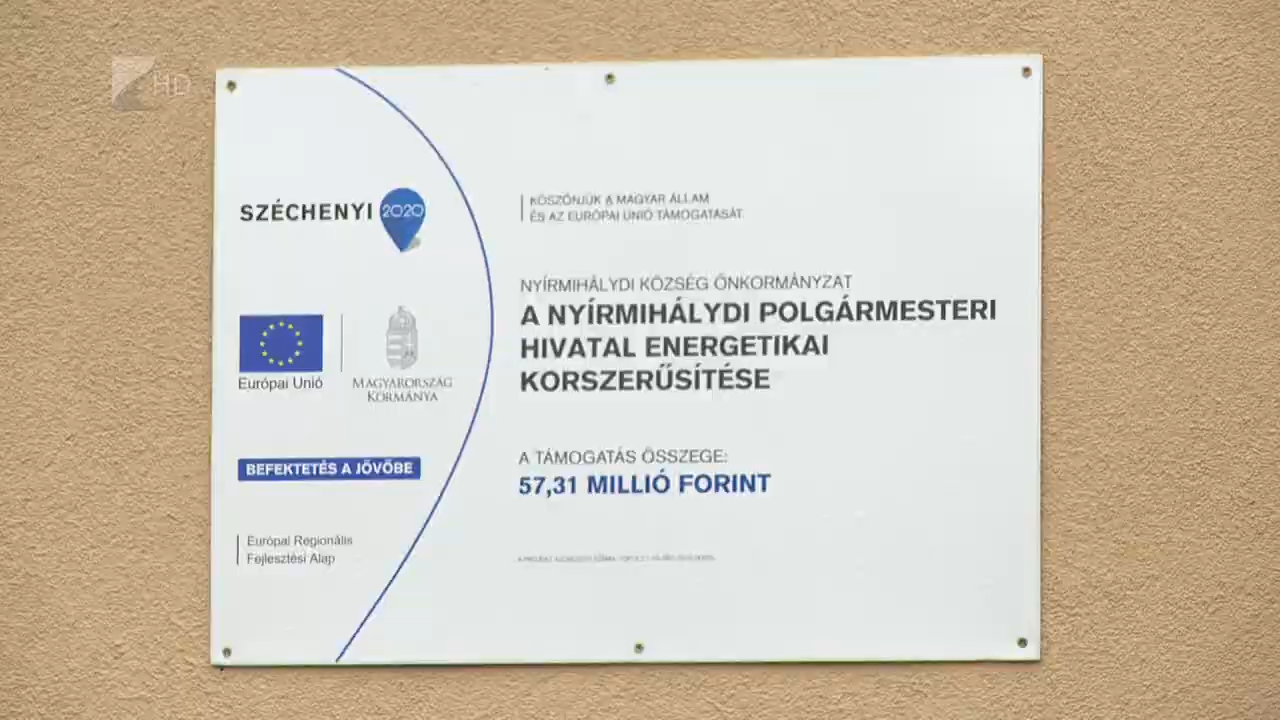 HD
SZÉCHENYI 2020
Európai Unió
MAGYARORSZÁG
KORMÁNYA
BEFEKTETÉS A JÖVŐBE
Európai Regionális
Fejlesztési Alap
KÖSZÖNJÜK A MAGYAR ÁLLAM
ÉS AZ EURÓPAI UNIÓ TÁMOGATÁSÁT
NYÍRMIHÁLYDI KÖZSÉG ÖNKORMÁNYZAT
A NYÍRMIHÁLYDI POLGÁRMESTERI
HIVATAL ENERGETIKAI
KORSZERŰSÍTÉSE
A TÁMOGATÁS ÖSSZEGE:
57,31 MILLIÓ FORINT